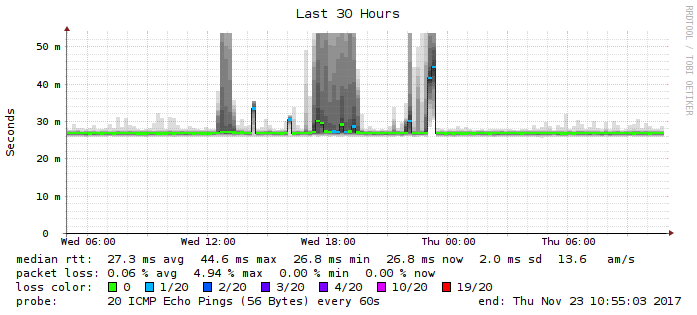 Last 30 Hours
RRDTOOL / TOBI OETIKER
Seconds
50 m
40 m
30 m
20 m
10 m
0
Wed 06:00 Wed 12:00 Wed 18:00 Thu 00:00 Thu 06:00
median rtt: 27.3 ms avg 44.6 ms max 26.8 ms min 26.8 ms now 2.0 ms sd 13.6 am/s
packet loss: 0.06 % avg 4.94 % max 0.00 % min 0.00 % now
loss color: 0 1/20 2/20 3/20 4/20 10/20 19/20
probe: 20 ICMP Echo Pings (56 Bytes) every 60s end: Thu Nov 23 10:55:03 2017